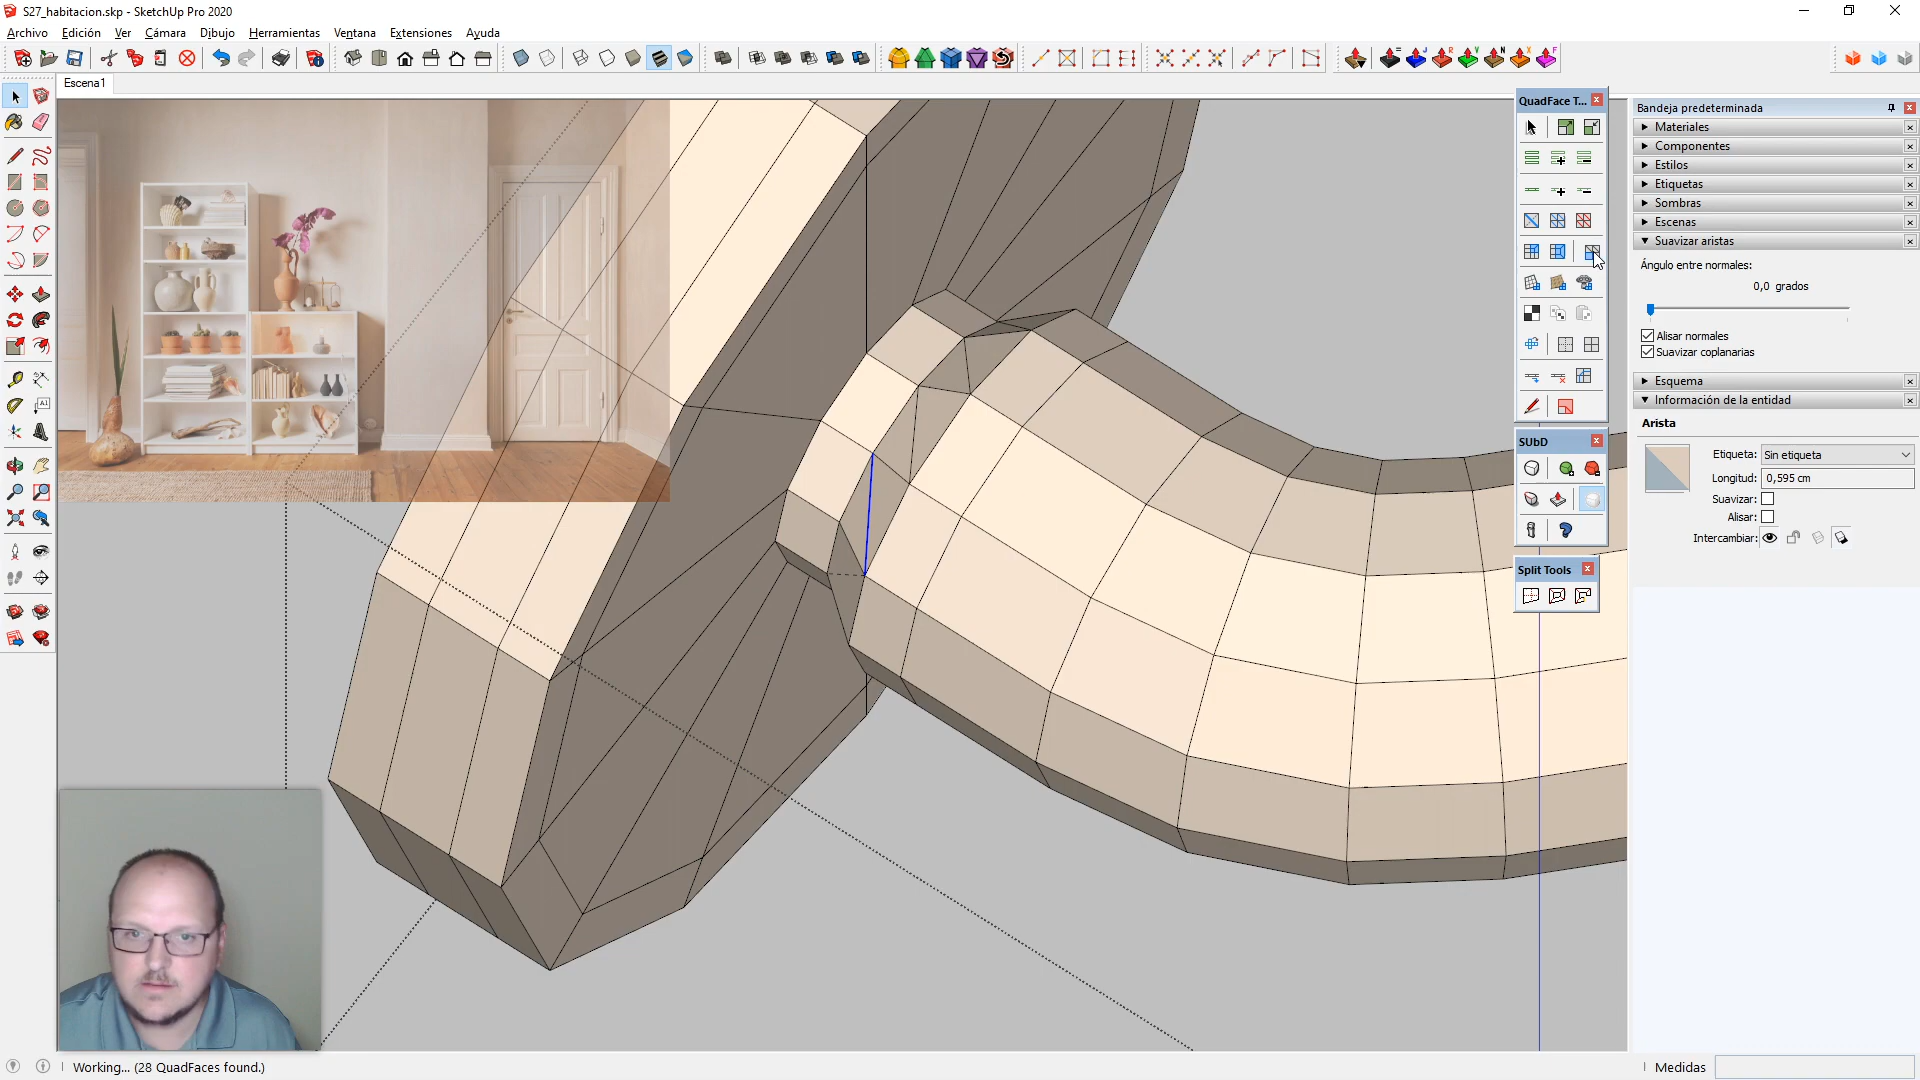 S27_habitacion.skp - SketchUp Pro 2020
Archivo Edición Ver Cámara Dibujo Herramientas Ventana Extensiones Ayuda
Escena1
QuadFace T...
SUbD
Split Tools
Bandeja predeterminada
Materiales
Componentes
Estilos
Etiquetas
Sombras
Escenas
Suavizar aristas
Ángulo entre normales:
0,0 grados
Alisar normales
Suavizar coplanarias
Esquema
Información de la entidad
Arista
Etiqueta: Sin etiqueta
Longitud: 0,595 cm
Suavizar:
Alisar:
Intercambiar:
Working... (28 QuadFaces found.)
Medidas